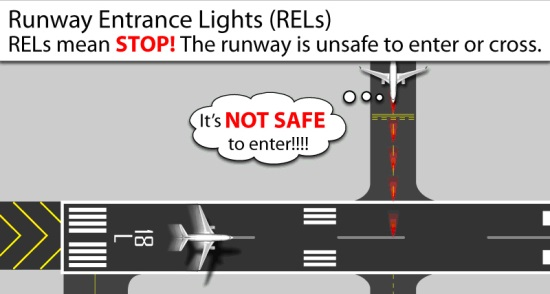 Runway Entrance Lights (RELs)
RELs mean STOP! The runway is unsafe to enter or cross.
It's NOT SAFE
to enter!!!!
18
L